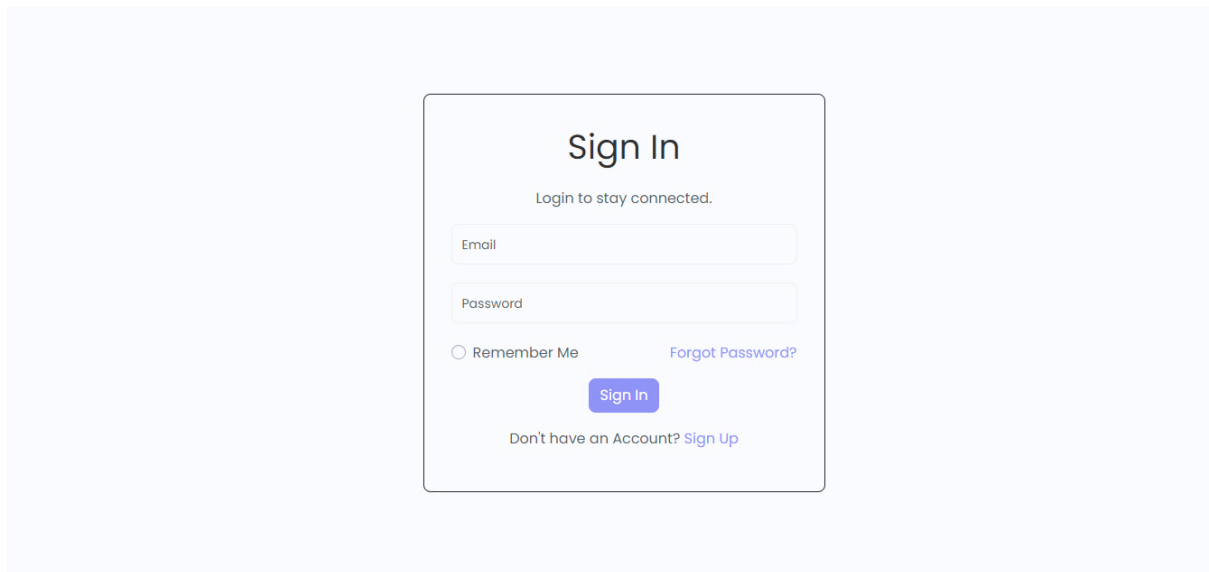 Sign In
Login to stay connected.
Email
Password
Remember Me Forgot Password?
Sign In
Don't have an Account? Sign Up